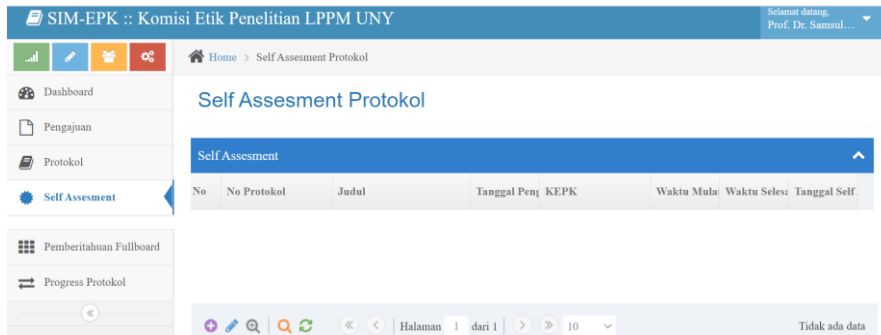 SIM-EPK :: Komisi Etik Penelitian LPPM UNY
Selamat datang,
Prof. Dr. Samsul...
Home > Self Assesment Protokol
Dashboard
Pengajuan
Protokol
Self Assesment
Pemberitahuan Fullboard
Progress Protokol
Self Assesment Protokol
Self Assesment
No No Protokol Judul Tanggal Peng KEPK Waktu Mulai Waktu Selesa Tanggal Self
Halaman 1 dari 1 10 Tidak ada data